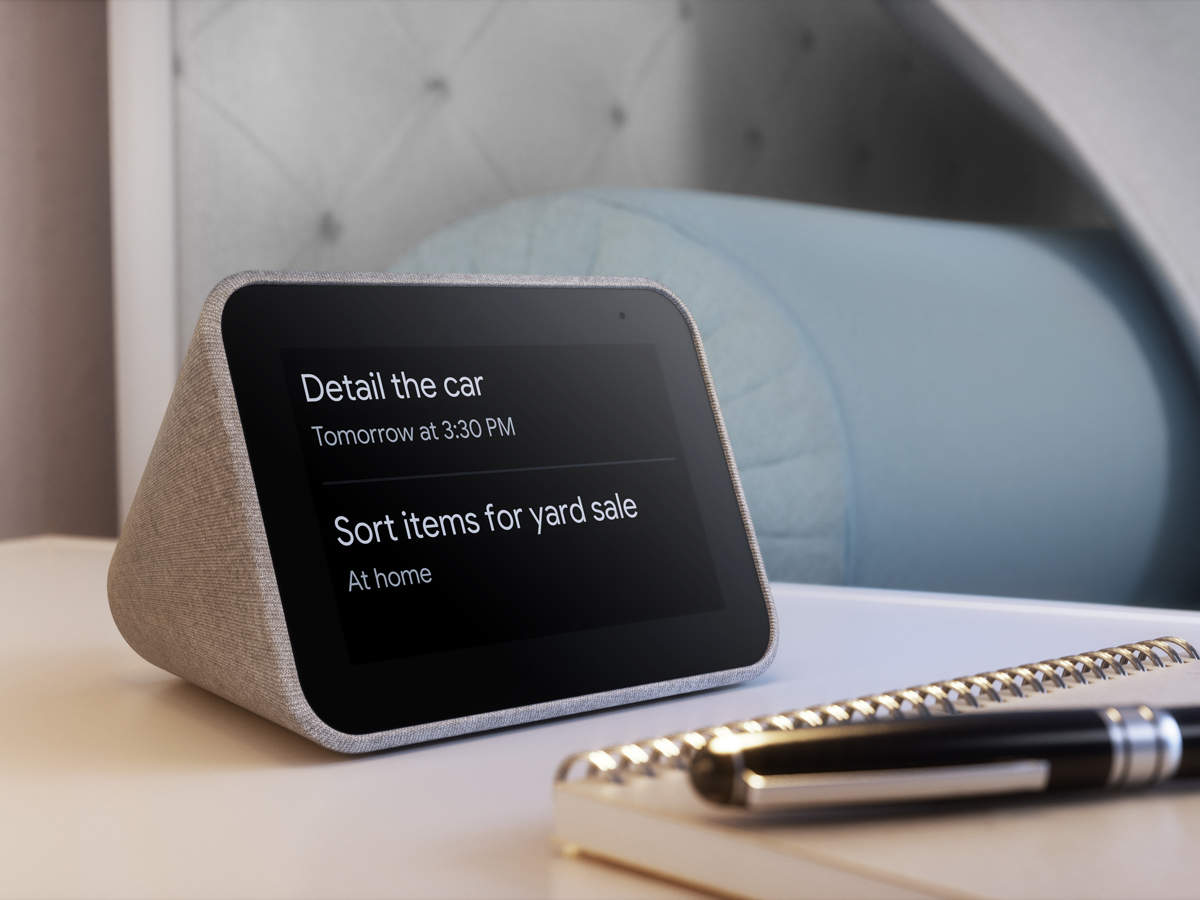 Detail the car
Tomorrow at 3:30 PM
Sort items for yard sale
At home